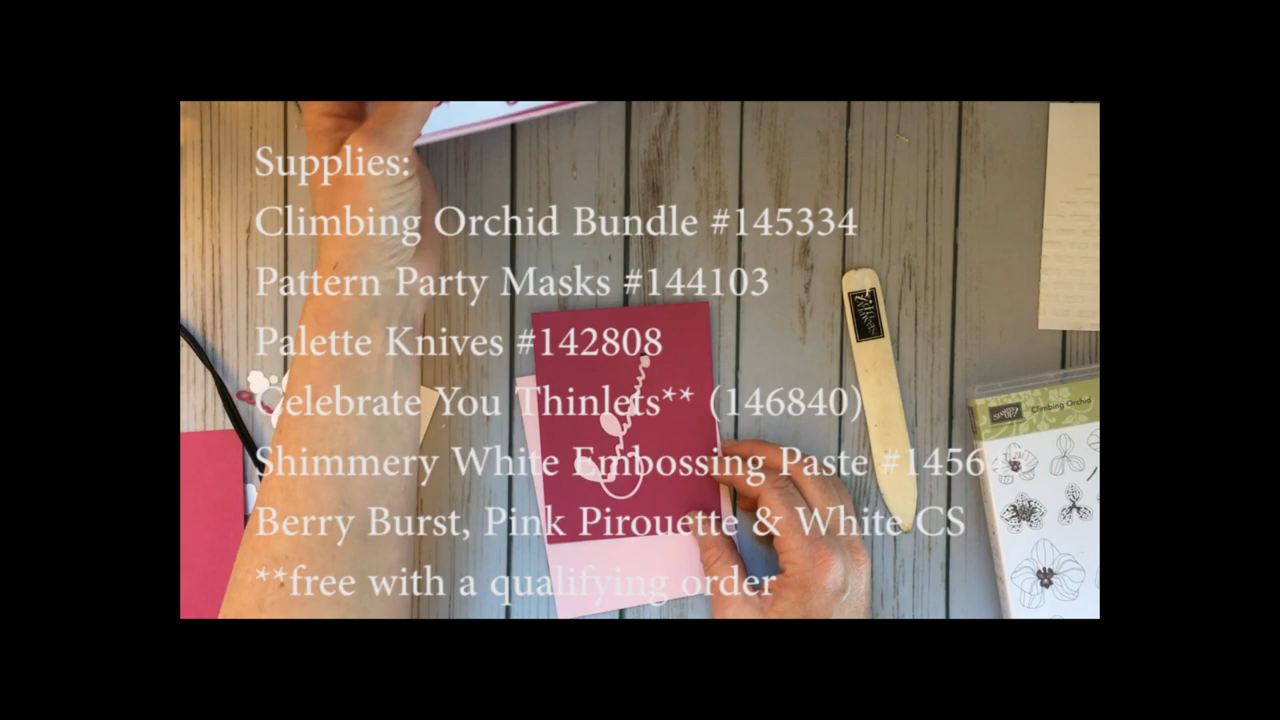 Supplies:
Climbing Orchid Bundle #145334
Pattern Party Masks #144103
Palette Knives #142808
Celebrate You Thinlets** (146840)
Shimmery White Embossing Paste
Berry Burst, Pink Pirouette & White CS
**free with a qualifying order
Climbing Orchid